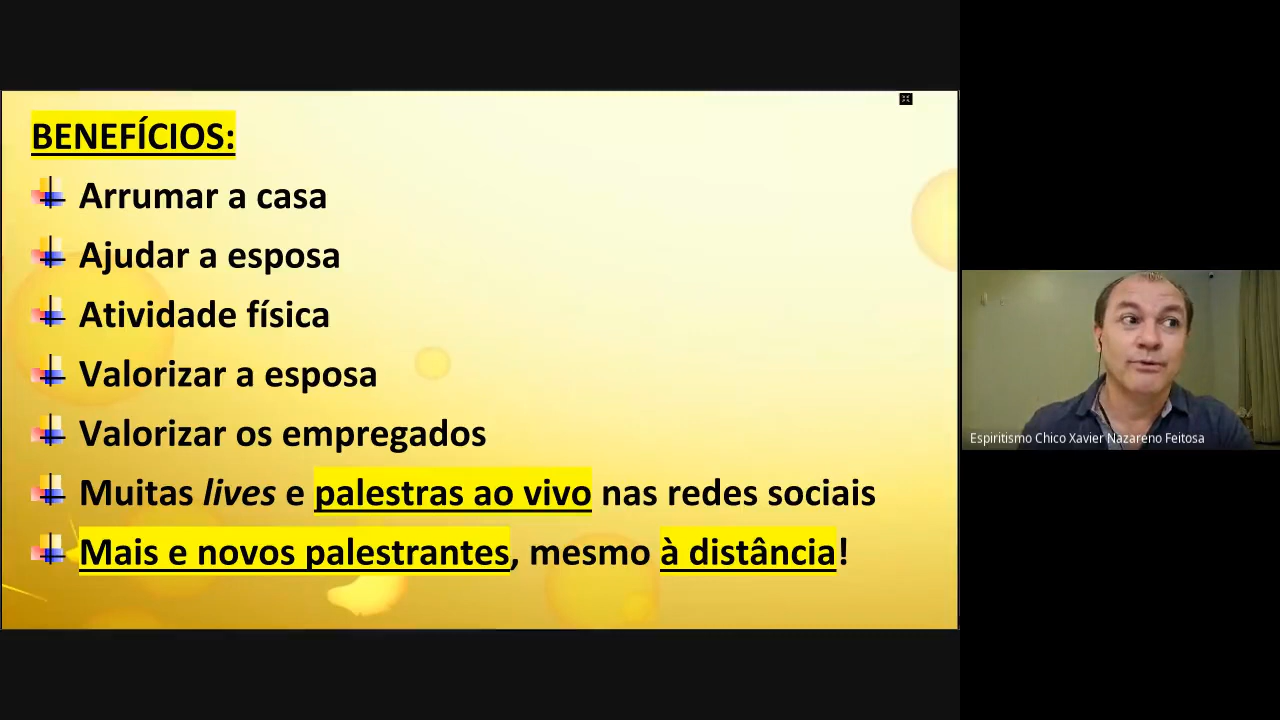 BENEFÍCIOS:
Arrumar a casa
Ajudar a esposa
Atividade física
Valorizar a esposa
Valorizar os empregados
Muitas lives e palestras ao vivo nas redes sociais
Mais e novos palestrantes, mesmo à distância!
Espiritismo Chico Xavier Nazareno Feitosa